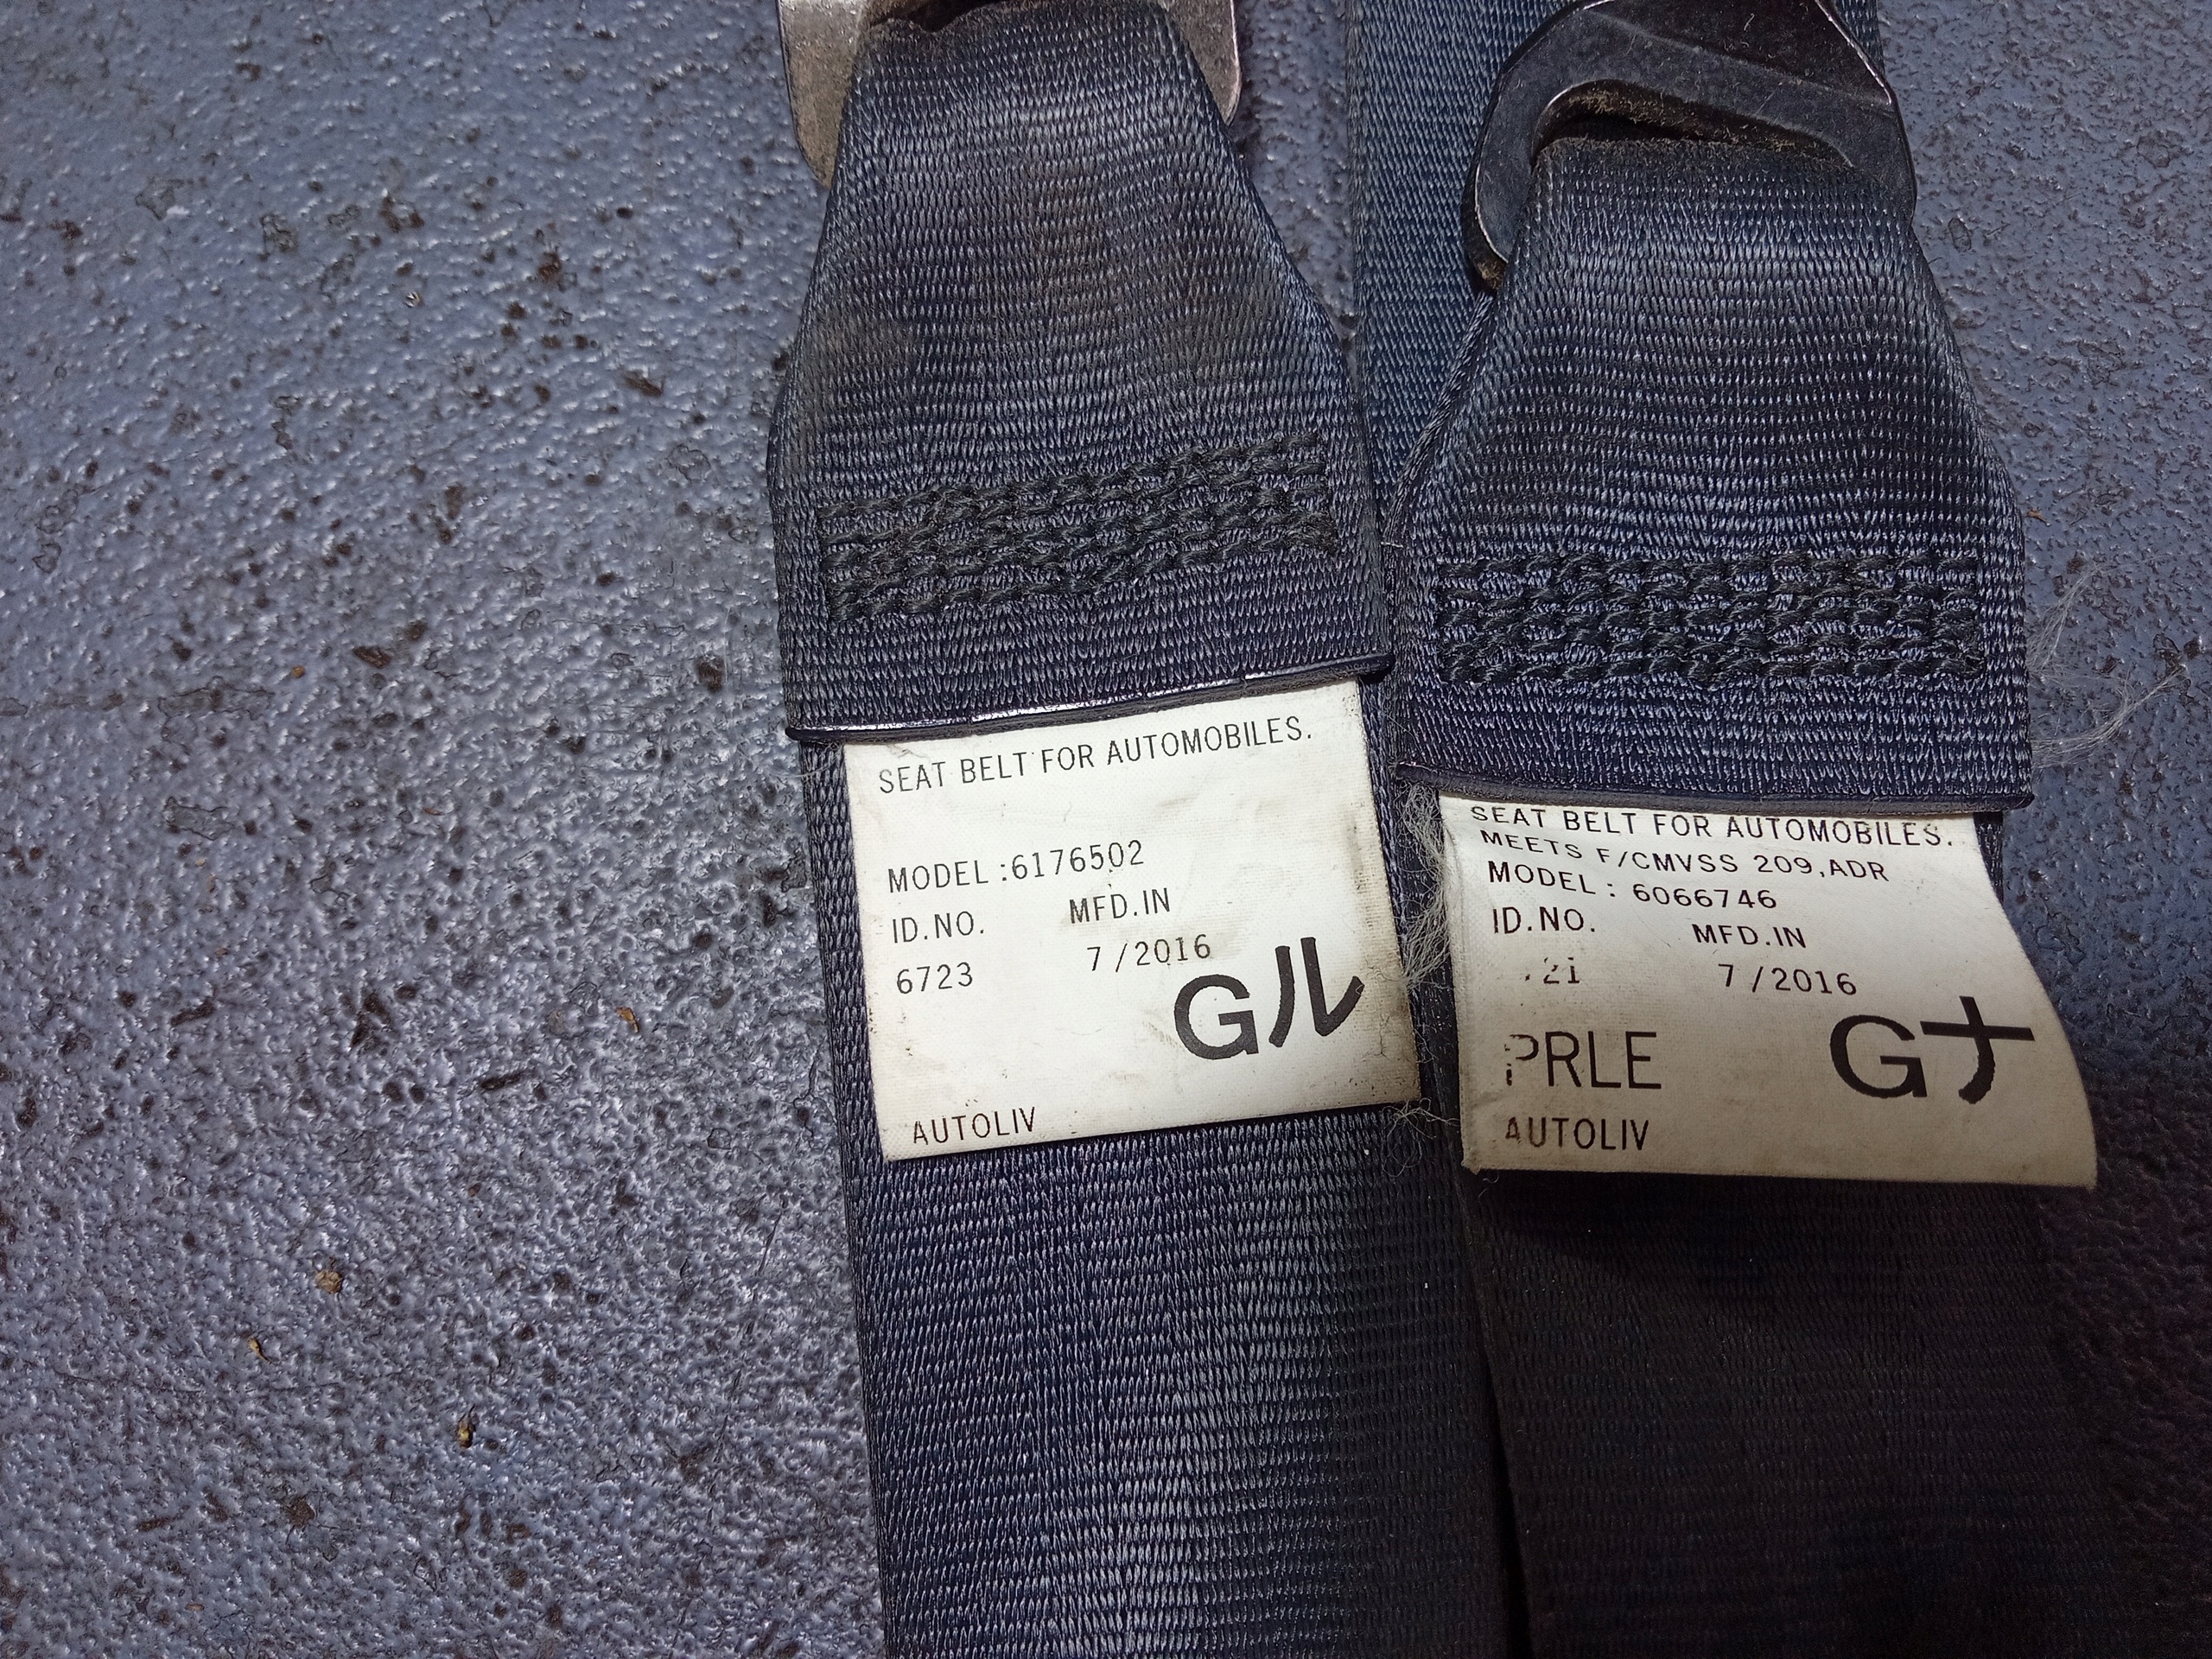 SEAT BELT FOR AUTOMOBILES.
MODEL :6176502
ID.NO. MFD.IN
6723 7/2016
Gル
AUTOLIV
SEAT BELT FOR AUTOMOBILES.
MEETS F/CMVSS 209,ADR
MODEL : 6066746
ID.NO. MFD.IN
7/2016
PRLE Gナ
AUTOLIV